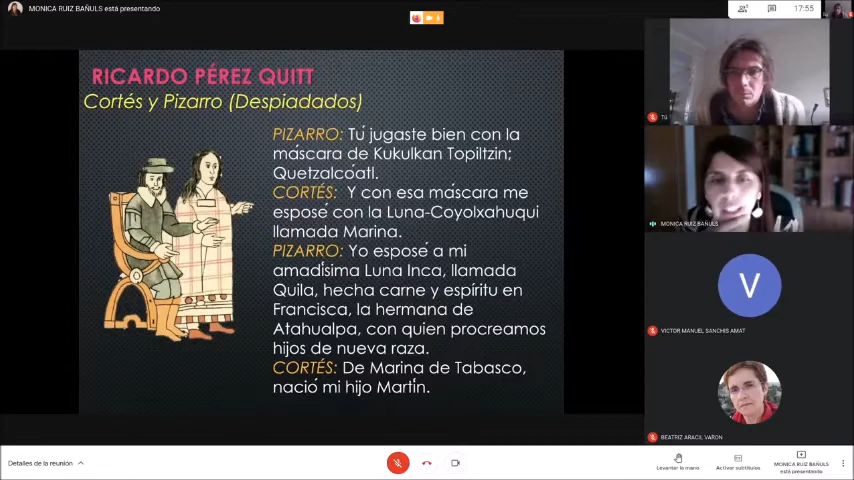 MONICA RUIZ BAÑULS está presentando
17:55
RICARDO PÉREZ QUITT
Cortés y Pizarro (Despiadados)
PIZARRO: Tú jugaste bien con la
máscara de Kukulkan Topiltzin;
Quetzalcóatl.
CORTÉS: Y con esa máscara me
esposé con la Luna-Coyolxahuqui
llamada Marina.
PIZARRO: Yo esposé a mi
amadísima Luna Inca, llamada
Quila, hecha carne y espíritu en
Francisca, la hermana de
Atahualpa, con quien procreamos
hijos de nueva raza.
CORTÉS: De Marina de Tabasco,
nació mi hijo Martín.
Tú
MONICA RUIZ BAÑULS
V
VICTOR MANUEL SANCHIS AMAT
BEATRIZ ARACIL VARON
Detalles de la reunión
Levantar la mano
Activar subtítulos
MONICA RUIZ BAÑULS
está presentando